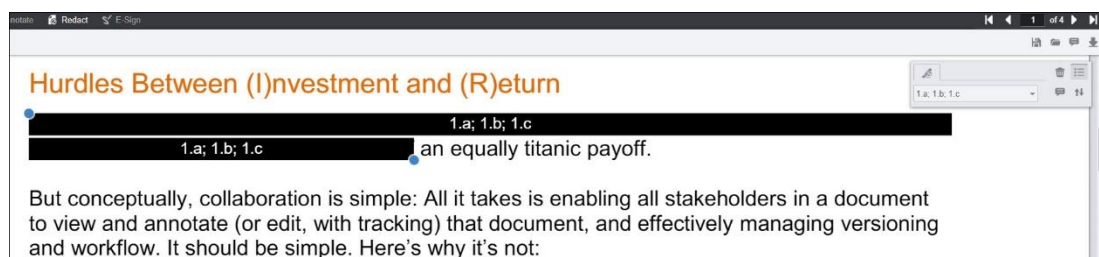 notate Redact E-Sign 1 of 4
Hurdles Between (I)nvestment and (R)eturn
1.a; 1.b; 1.c
1.a; 1.b; 1.c
1.a; 1.b; 1.c an equally titanic payoff.
But conceptually, collaboration is simple: All it takes is enabling all stakeholders in a document
to view and annotate (or edit, with tracking) that document, and effectively managing versioning
and workflow. It should be simple. Here's why it's not: